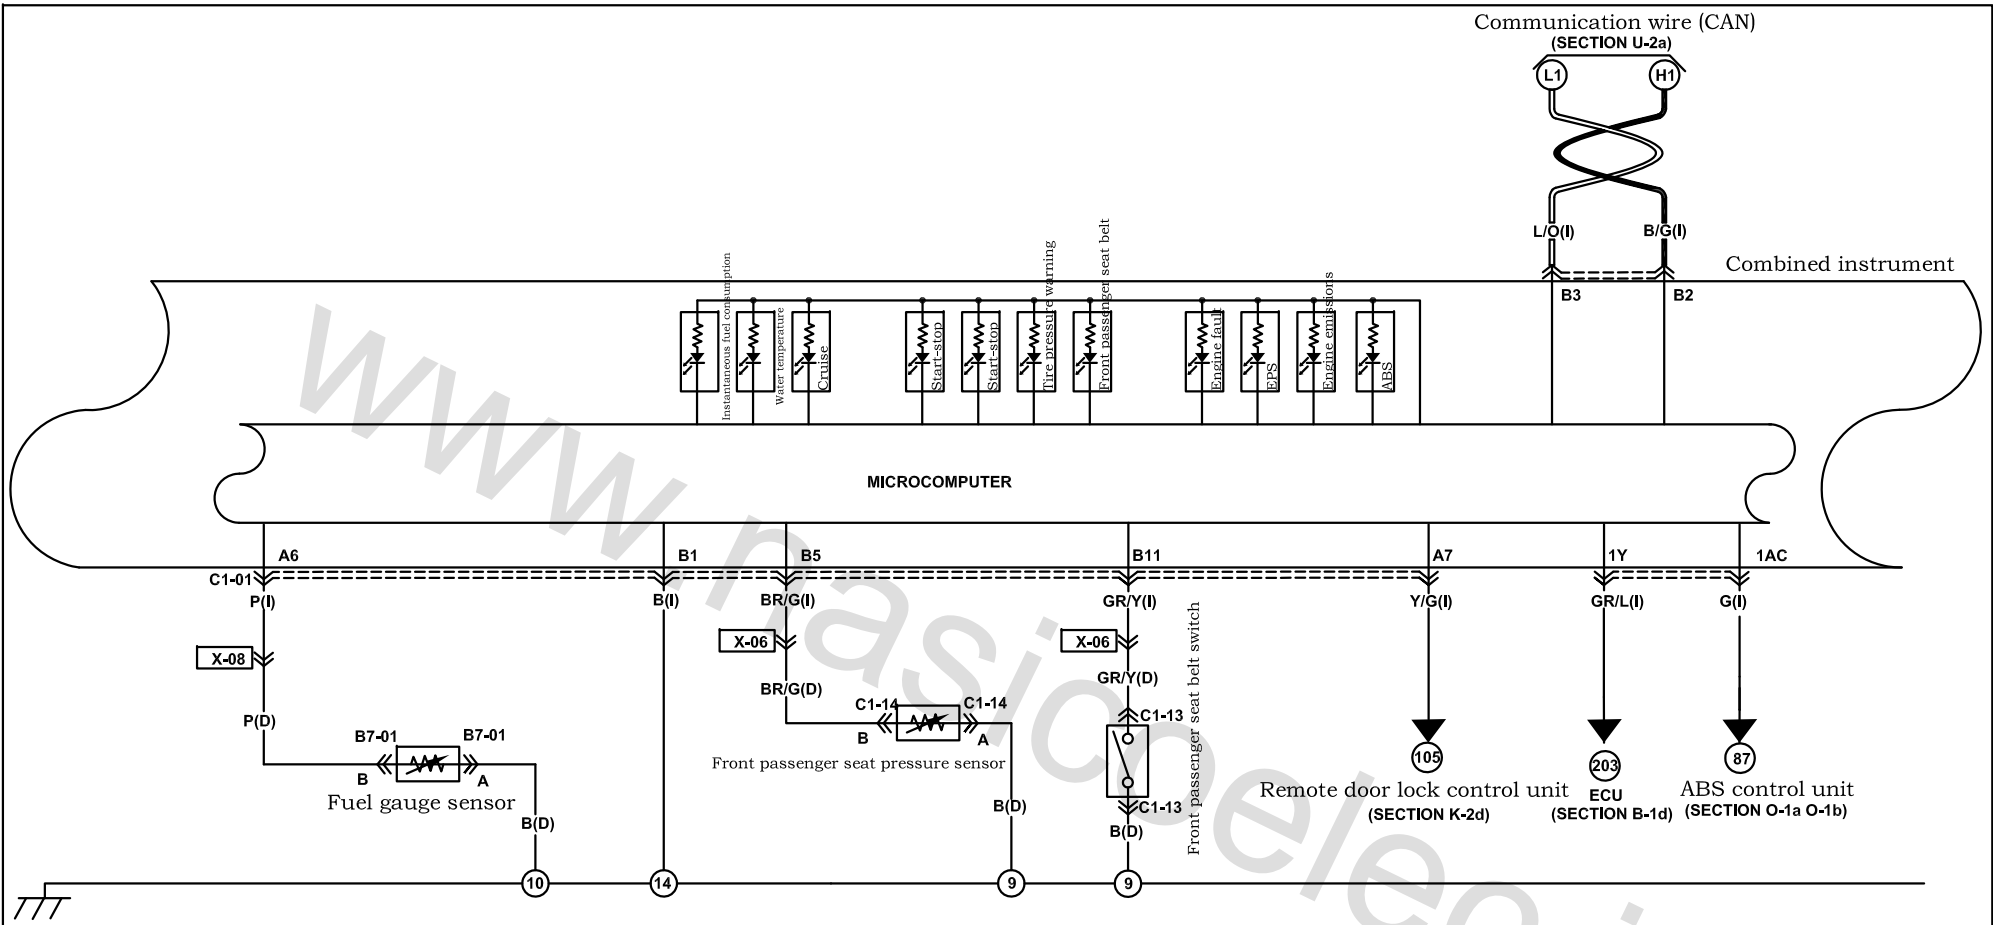 Communication wire (CAN)
(SECTION U-2a)
L1
H1
L/O(I)
B/G(I)
Combined instrument
B3
B2
Instantaneous fuel consumption
Water temperature
Cruise
Start-stop
Start-stop
Tire pressure warning
Front passenger seat belt
Engine fault
EPS
Engine emissions
ABS
MICROCOMPUTER
A6
B1
B5
B11
A7
1Y
1AC
C1-01
P(I)
B(I)
BR/G(I)
GR/Y(I)
Y/G(I)
GR/L(I)
G(I)
X-08
X-06
X-06
P(D)
BR/G(D)
GR/Y(D)
B7-01
B7-01
B
A
Fuel gauge sensor
C1-14
C1-14
B
A
Front passenger seat pressure sensor
C1-13
C1-13
Front passenger seat belt switch
B(D)
B(D)
B(D)
105
Remote door lock control unit
(SECTION K-2d)
203
ECU
(SECTION B-1d)
87
ABS control unit
(SECTION O-1a O-1b)
10
14
9
9